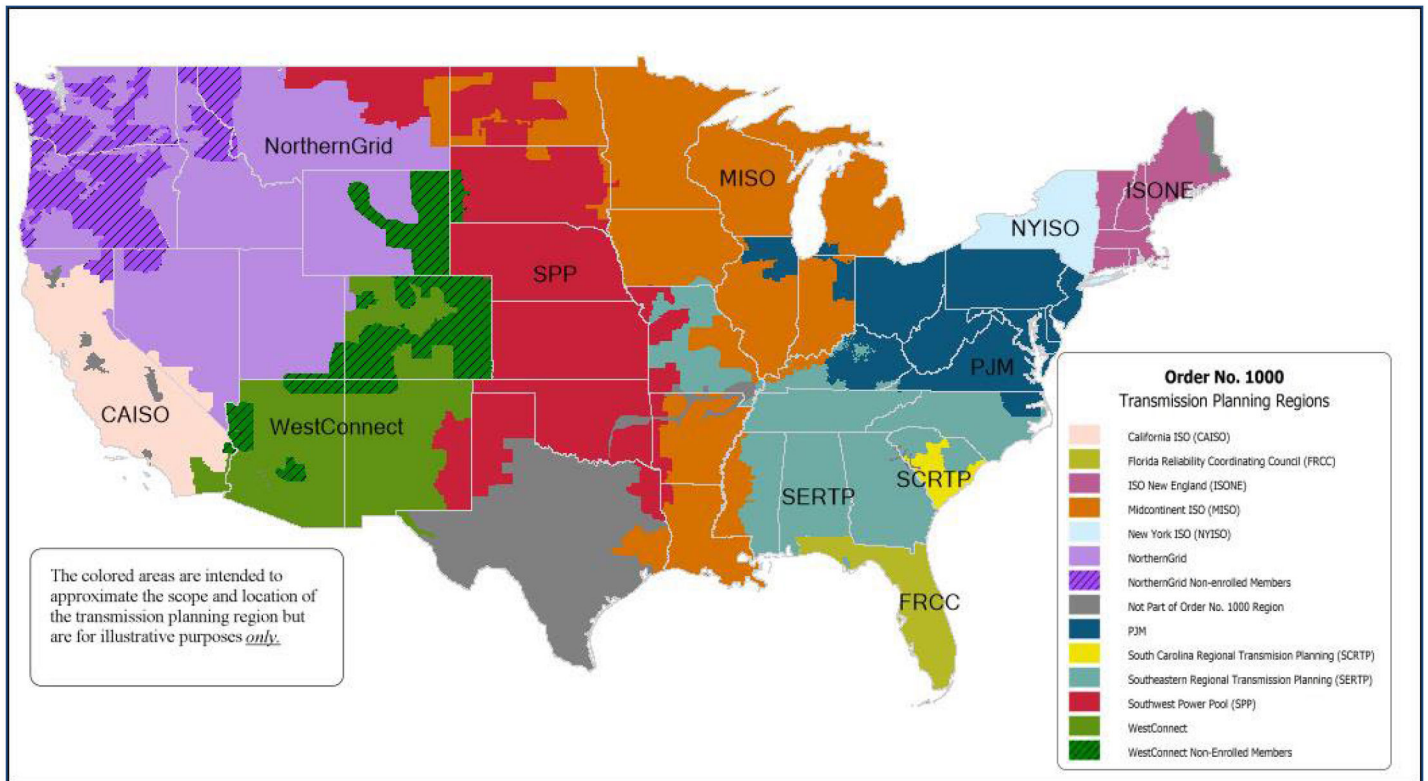 NorthernGrid
MISO
ISONE
NYISO
SPP
PJM
CAISO
WestConnect
SCRTP
SERTP
FRCC
The colored areas are intended to
approximate the scope and location of
the transmission planning region but
are for illustrative purposes only.
Order No. 1000
Transmission Planning Regions
California ISO (CAISO)
Florida Reliability Coordinating Council (FRCC)
ISO New England (ISONE)
Midcontinent ISO (MISO)
New York ISO (NYISO)
NorthernGrid
NorthernGrid Non-enrolled Members
Not Part of Order No. 1000 Region
PJM
South Carolina Regional Transmision Planning (SCRTP)
Southeastern Regional Transmission Planning (SERTP)
Southwest Power Pool (SPP)
WestConnect
WestConnect Non-Enrolled Members